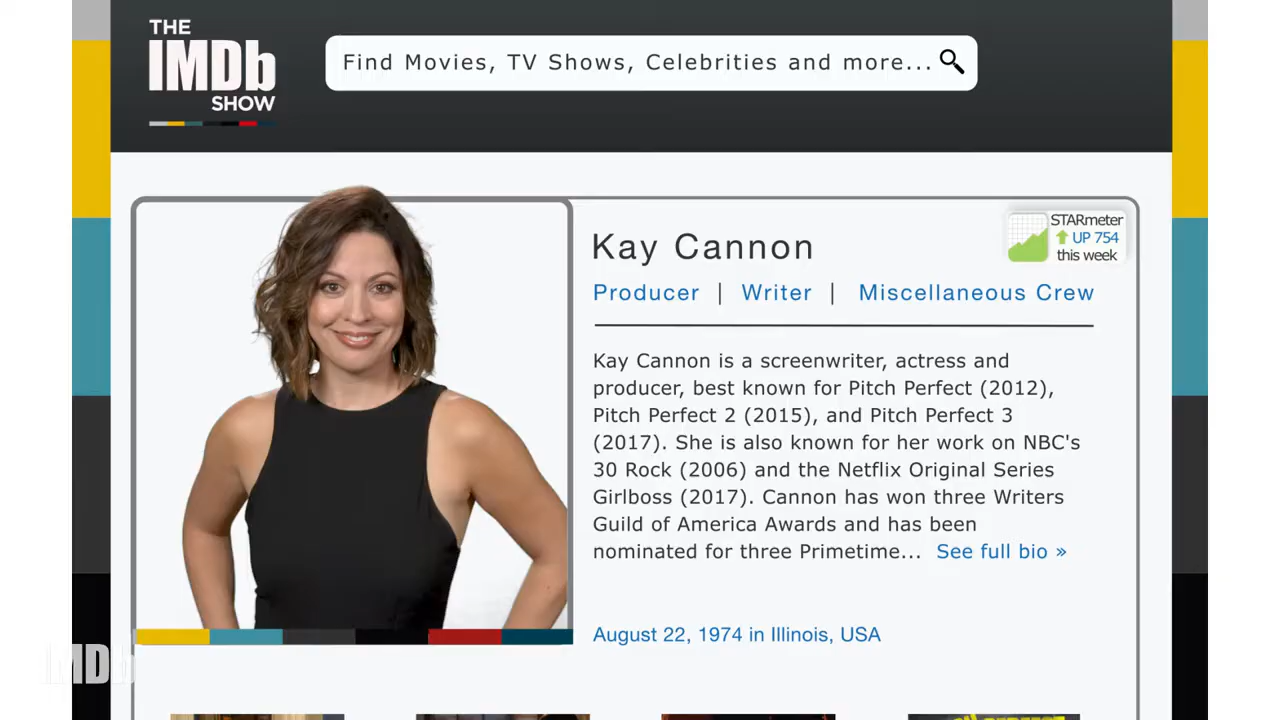 THE
IMDb
SHOW
Find Movies, TV Shows, Celebrities and more...
STARmeter
UP 754
this week
Kay Cannon
Producer | Writer | Miscellaneous Crew
Kay Cannon is a screenwriter, actress and
producer, best known for Pitch Perfect (2012),
Pitch Perfect 2 (2015), and Pitch Perfect 3
(2017). She is also known for her work on NBC's
30 Rock (2006) and the Netflix Original Series
Girlboss (2017). Cannon has won three Writers
Guild of America Awards and has been
nominated for three Primetime... See full bio »
August 22, 1974 in Illinois, USA
IMDb